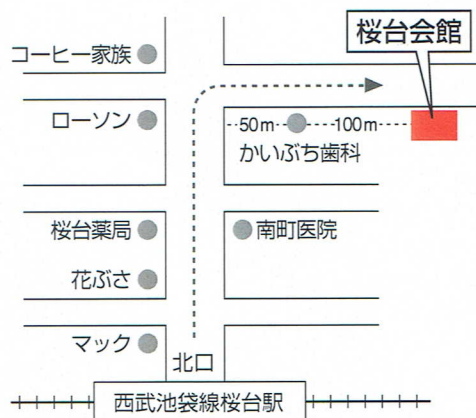 桜台会館
コーヒー家族
ローソン
50m
100m
かいぶち歯科
桜台薬局
南町医院
花ぶさ
マック
北口
西武池袋線桜台駅